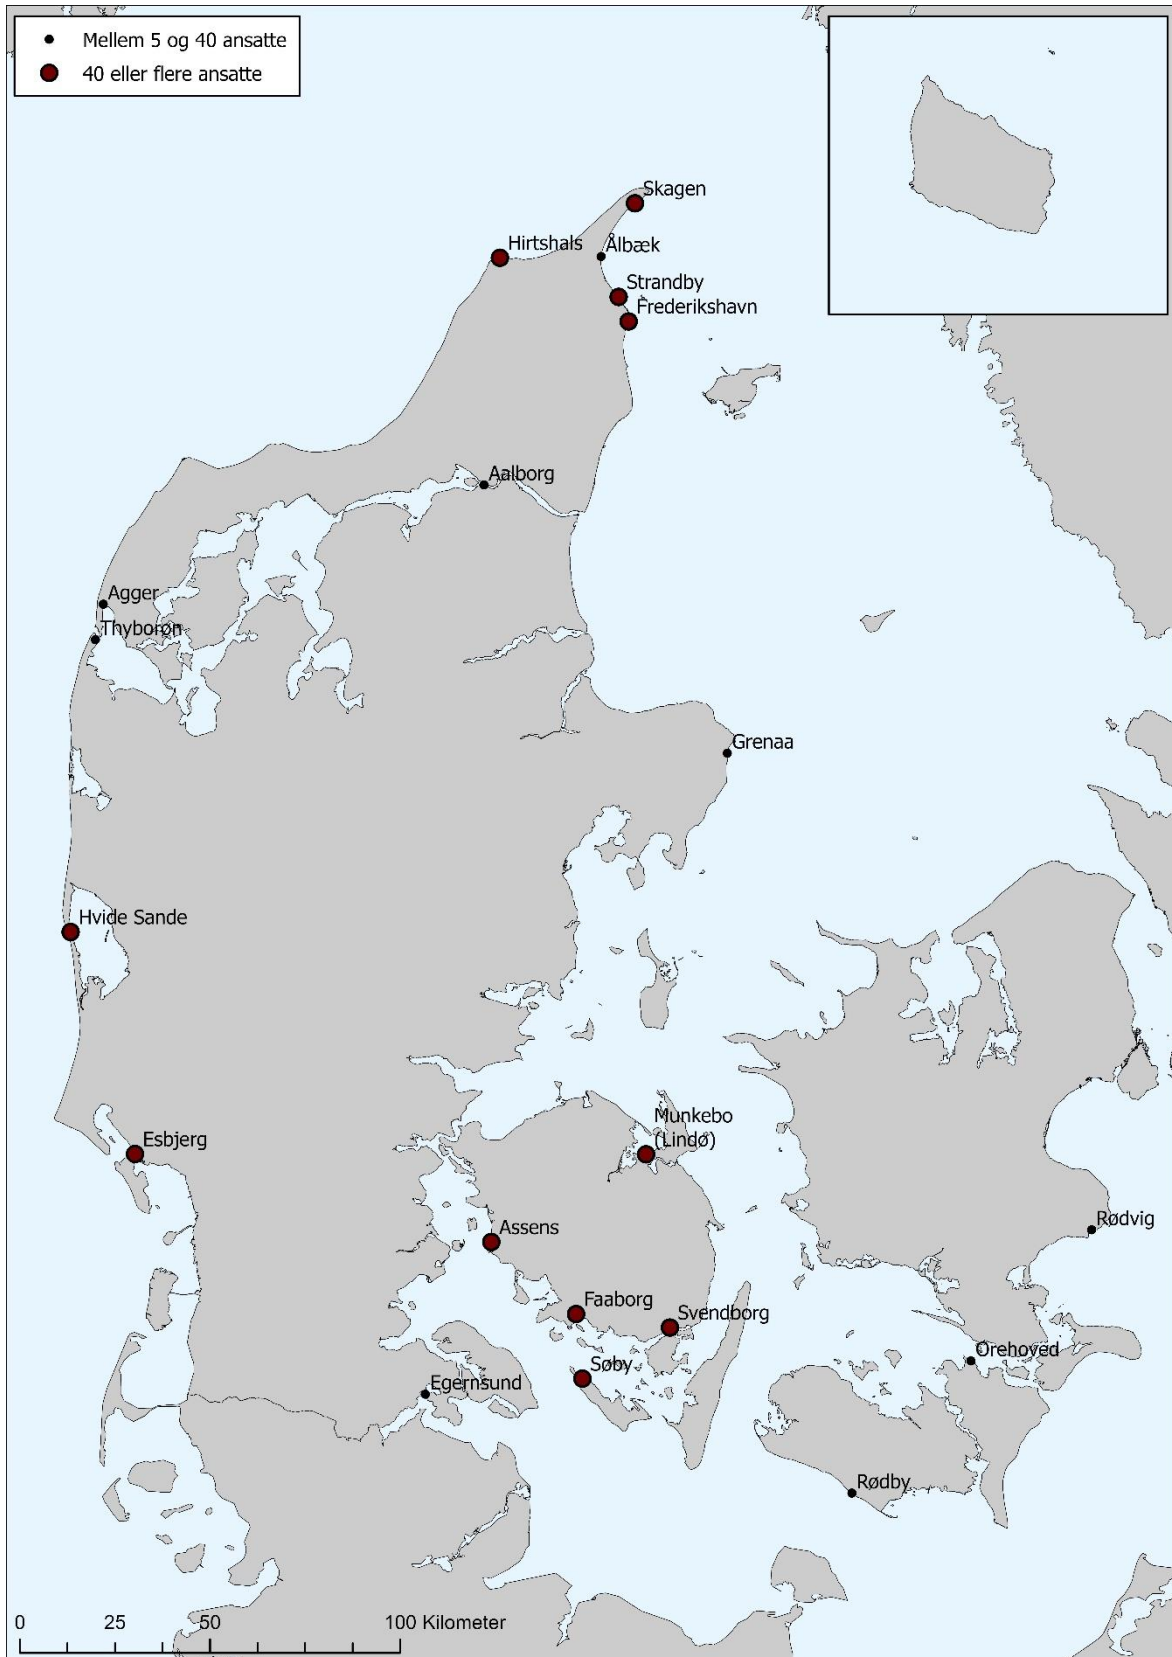 Mellem 5 og 40 ansatte
40 eller flere ansatte
Skagen
Hirtshals
Ålbæk
Strandby
Frederikshavn
Aalborg
Agger
Thyborøn
Grenaa
Hvide Sande
Munkebo
(Lindø)
Esbjerg
Rødvig
Assens
Faaborg
Svendborg
Orehoved
Søby
Egernsund
Rødby
0 25 50 100 Kilometer